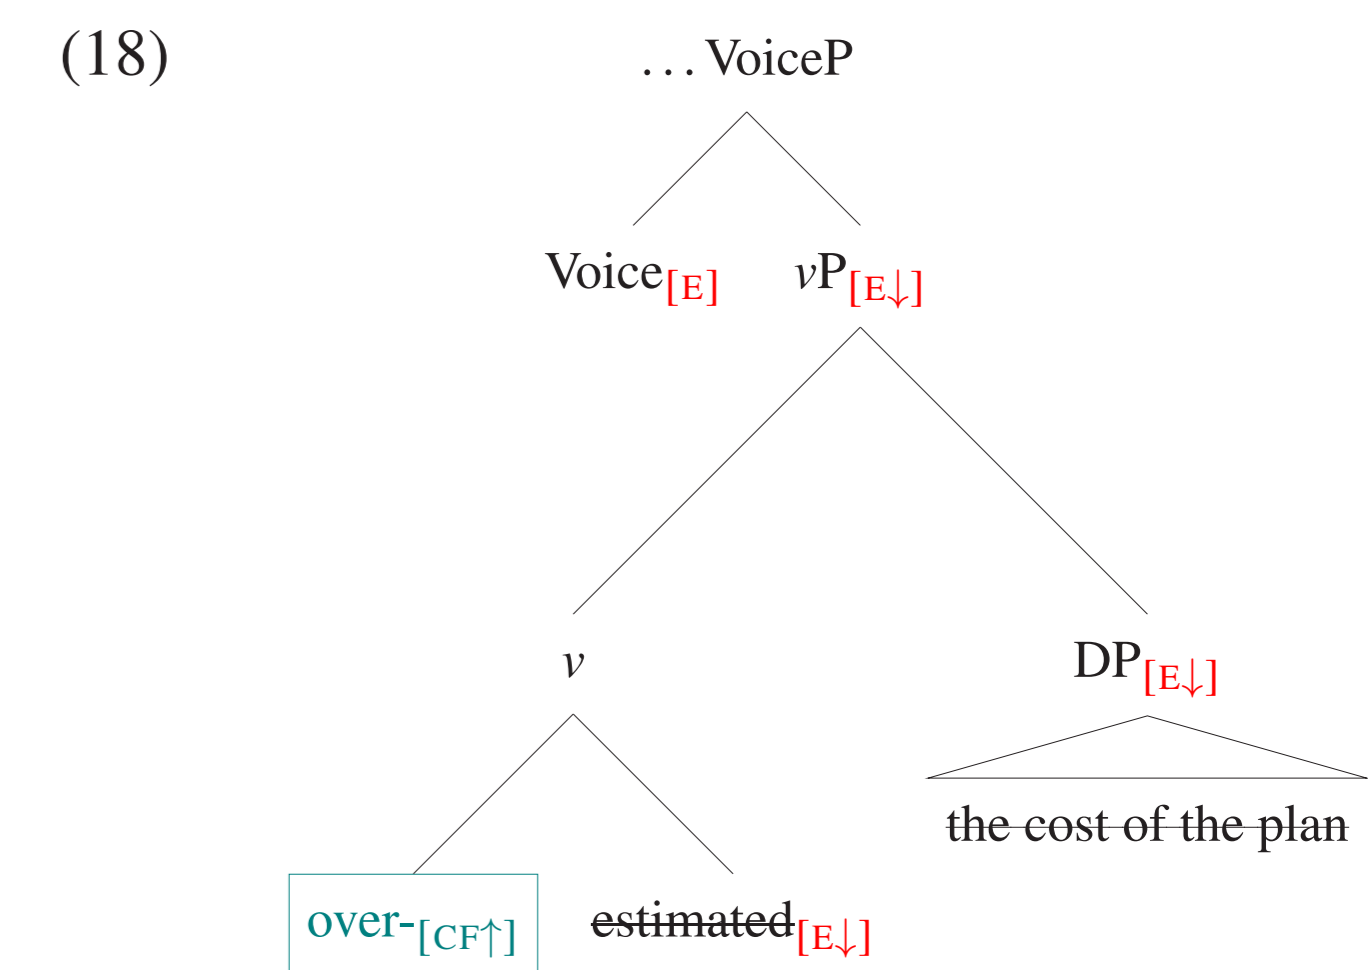 (18) ... VoiceP
Voice[E] vP[E↓]
v DP[E↓]
the cost of the plan
over-[CF↑] estimated[E↓]